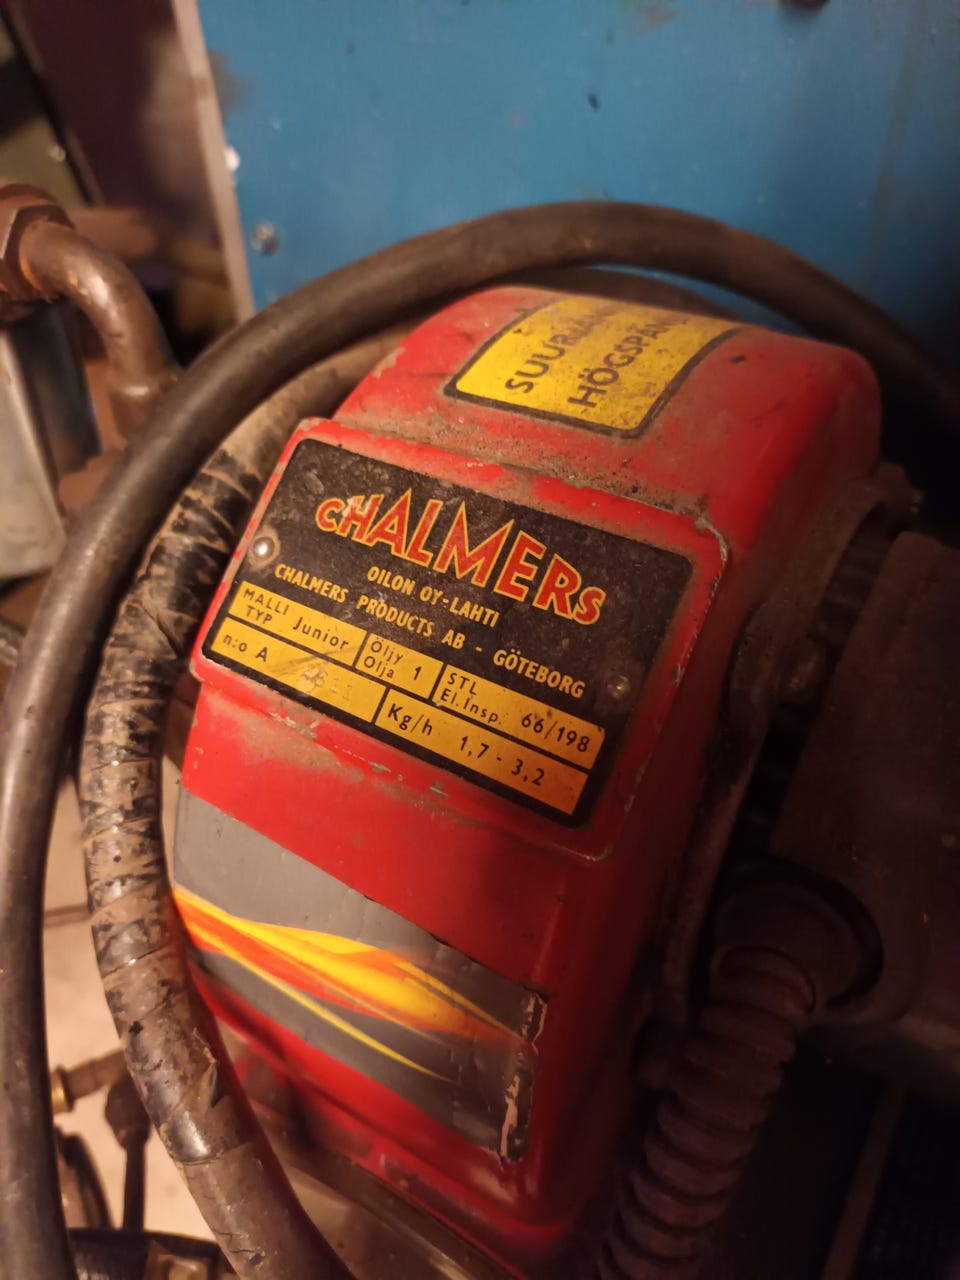 HÖGSPÄN
CHALMERS
OILON OY-LAHTI
CHALMERS PRODUCTS AB - GÖTEBORG
MALLI
TYP Junior
Öljy
Olja 1
STL
El.Insp. 66/198
n:o A
Kg/h 1,7 - 3,2